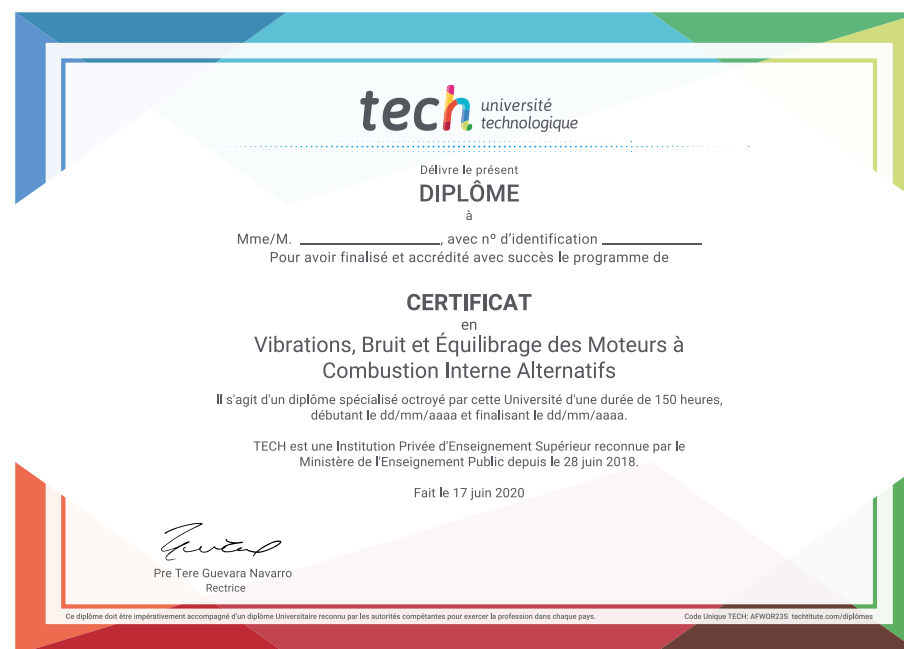 tech université
technologique
Délivre le présent
DIPLÔME
à
Mme/M. ____________________, avec nº d'identification ______________
Pour avoir finalisé et accrédité avec succès le programme de
CERTIFICAT
en
Vibrations, Bruit et Équilibrage des Moteurs à
Combustion Interne Alternatifs
Il s'agit d'un diplôme spécialisé octroyé par cette Université d'une durée de 150 heures,
débutant le dd/mm/aaaa et finalisant le dd/mm/aaaa.
TECH est une Institution Privée d'Enseignement Supérieur reconnue par le
Ministère de l'Enseignement Public depuis le 28 juin 2018.
Fait le 17 juin 2020
Pre Tere Guevara Navarro
Rectrice
Ce diplôme doit être impérativement accompagné d'un diplôme Universitaire reconnu par les autorités compétantes pour exercer la profession dans chaque pays.
Code Unique TECH: AFWOR23S techtitute.com/diplômes